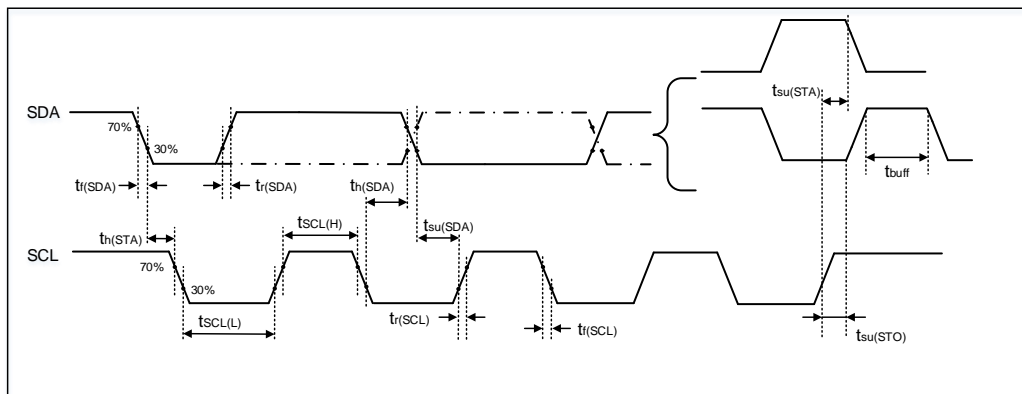 tsu(STA)
SDA
70%
30%
tbuff
tf(SDA)
tr(SDA)
th(SDA)
tSCL(H)
tsu(SDA)
th(STA)
SCL
70%
30%
tSCL(L)
tr(SCL)
tf(SCL)
tsu(STO)